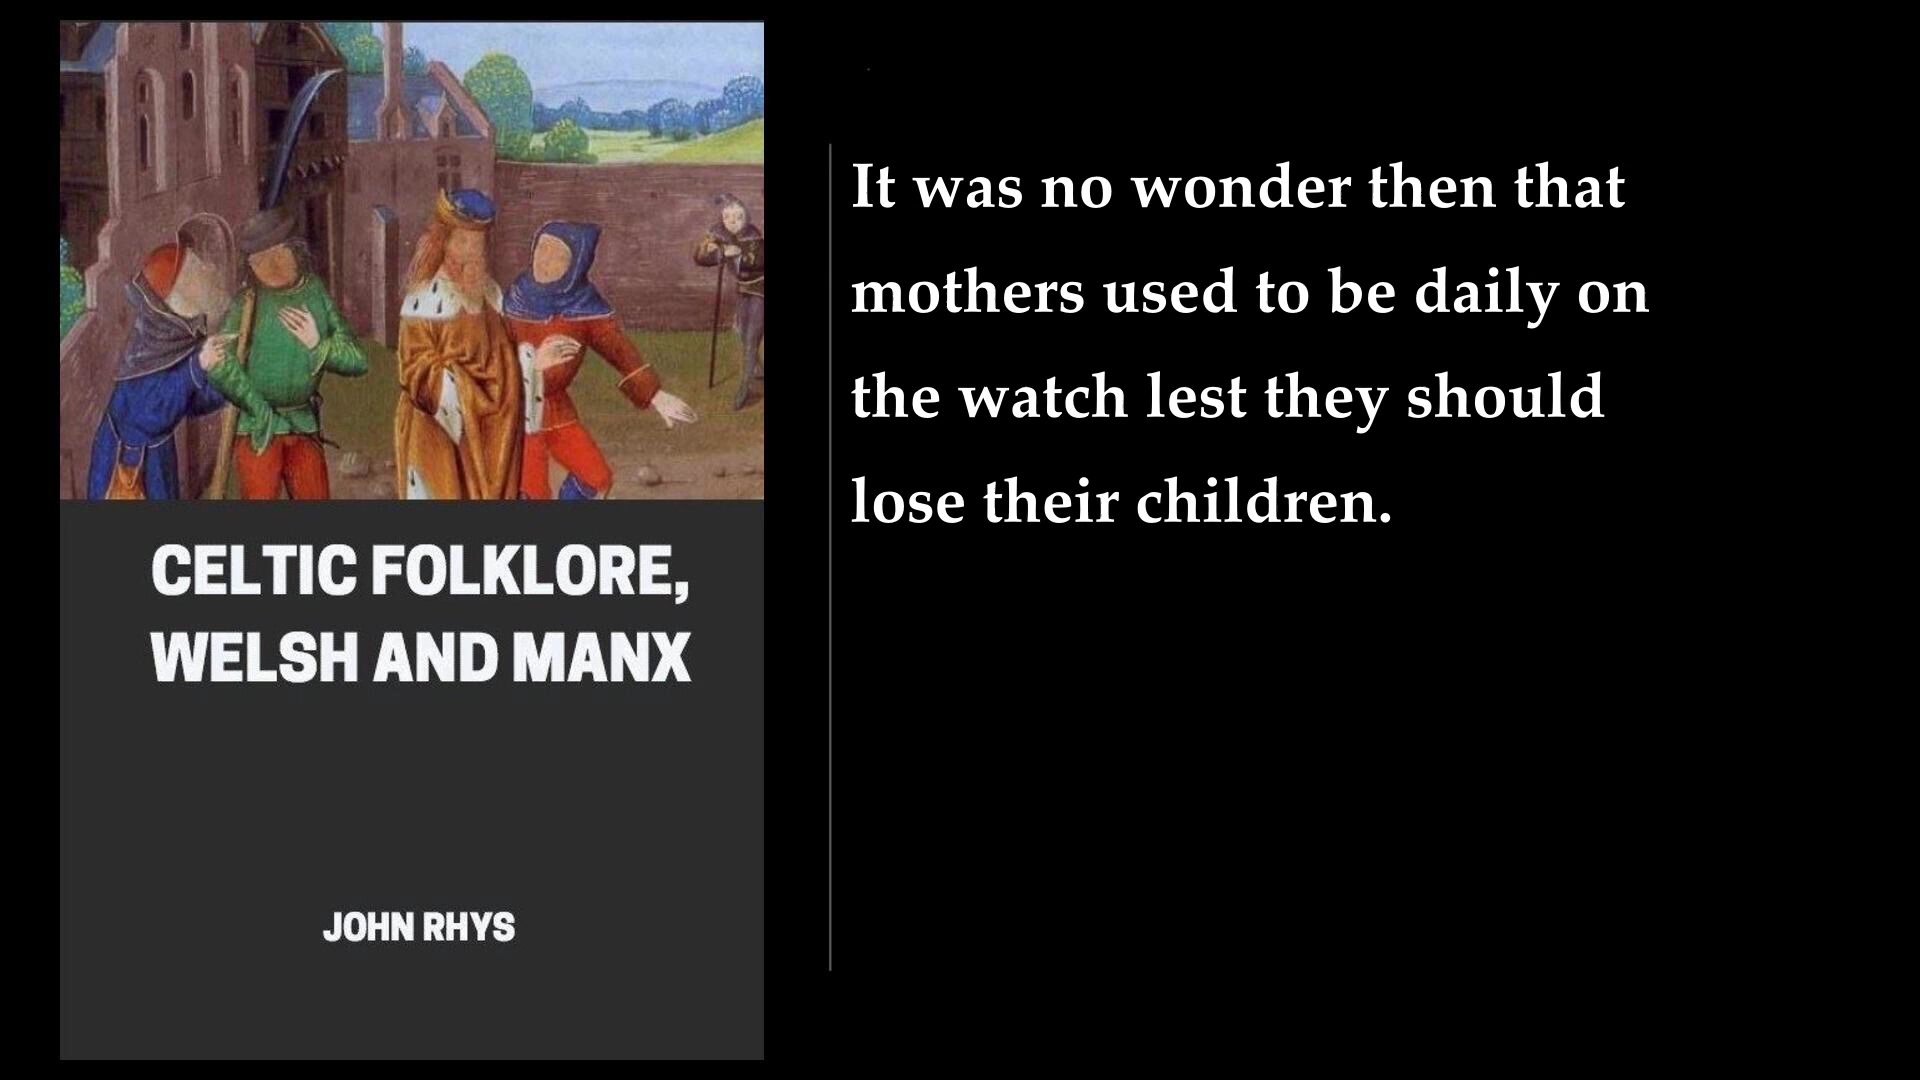 CELTIC FOLKLORE,
WELSH AND MANX
JOHN RHYS
It was no wonder then that
mothers used to be daily on
the watch lest they should
lose their children.